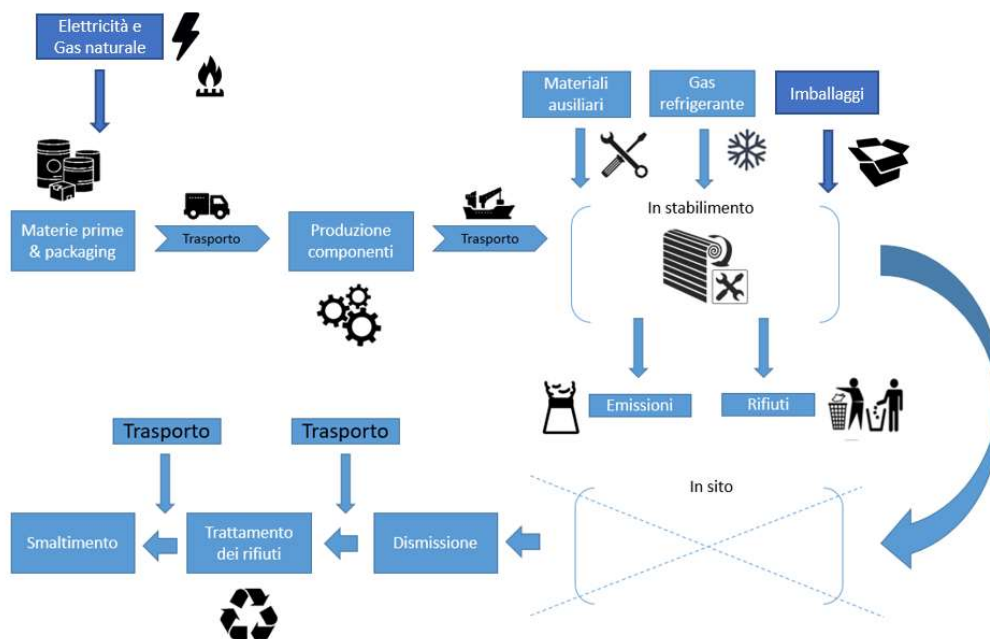 Elettricità e
Gas naturale
Materiali
ausiliari
Gas
refrigerante
Imballaggi
In stabilimento
Materie prime
& packaging
Trasporto
Produzione
componenti
Trasporto
Emissioni
Rifiuti
Trasporto
Trasporto
In sito
Smaltimento
Trattamento
dei rifiuti
Dismissione